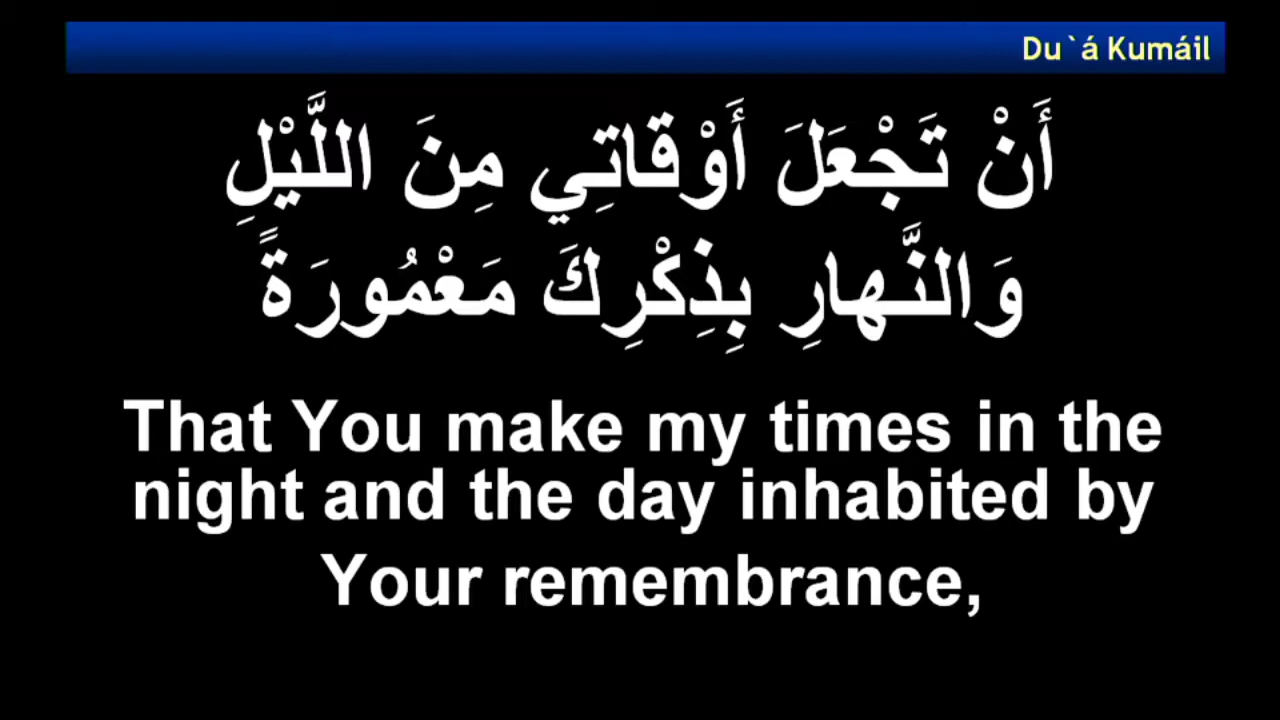 Du`á Kumáil
أَنْ تَجْعَلَ أَوْقَاتِي مِنَ اللَّيْلِ
وَالنَّهارِ بِذِكْرِكَ مَعْمُورَةً
That You make my times in the
night and the day inhabited by
Your remembrance,